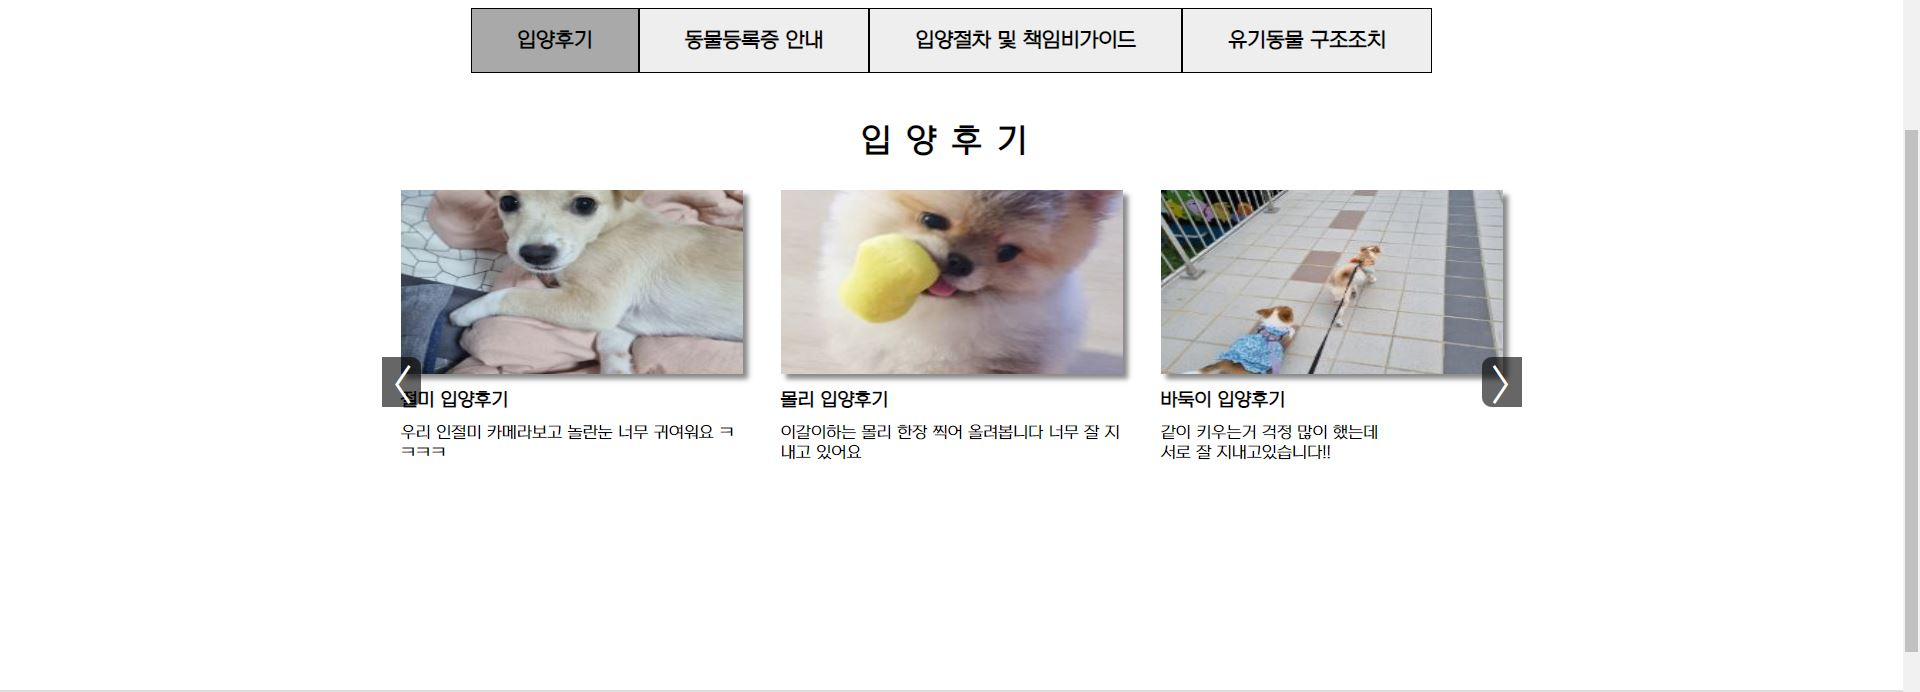 입양후기
동물등록증 안내
입양절차 및 책임비가이드
유기동물 구조조치
입양후기
절미 입양후기
우리 인절미 카메라보고 놀란눈 너무 귀여워요 ㅋ
ㅋㅋㅋ
몰리 입양후기
이갈이하는 몰리 한장 찍어 올려봅니다 너무 잘 지
내고 있어요
바둑이 입양후기
같이 키우는거 걱정 많이 했는데
서로 잘 지내고있습니다!!